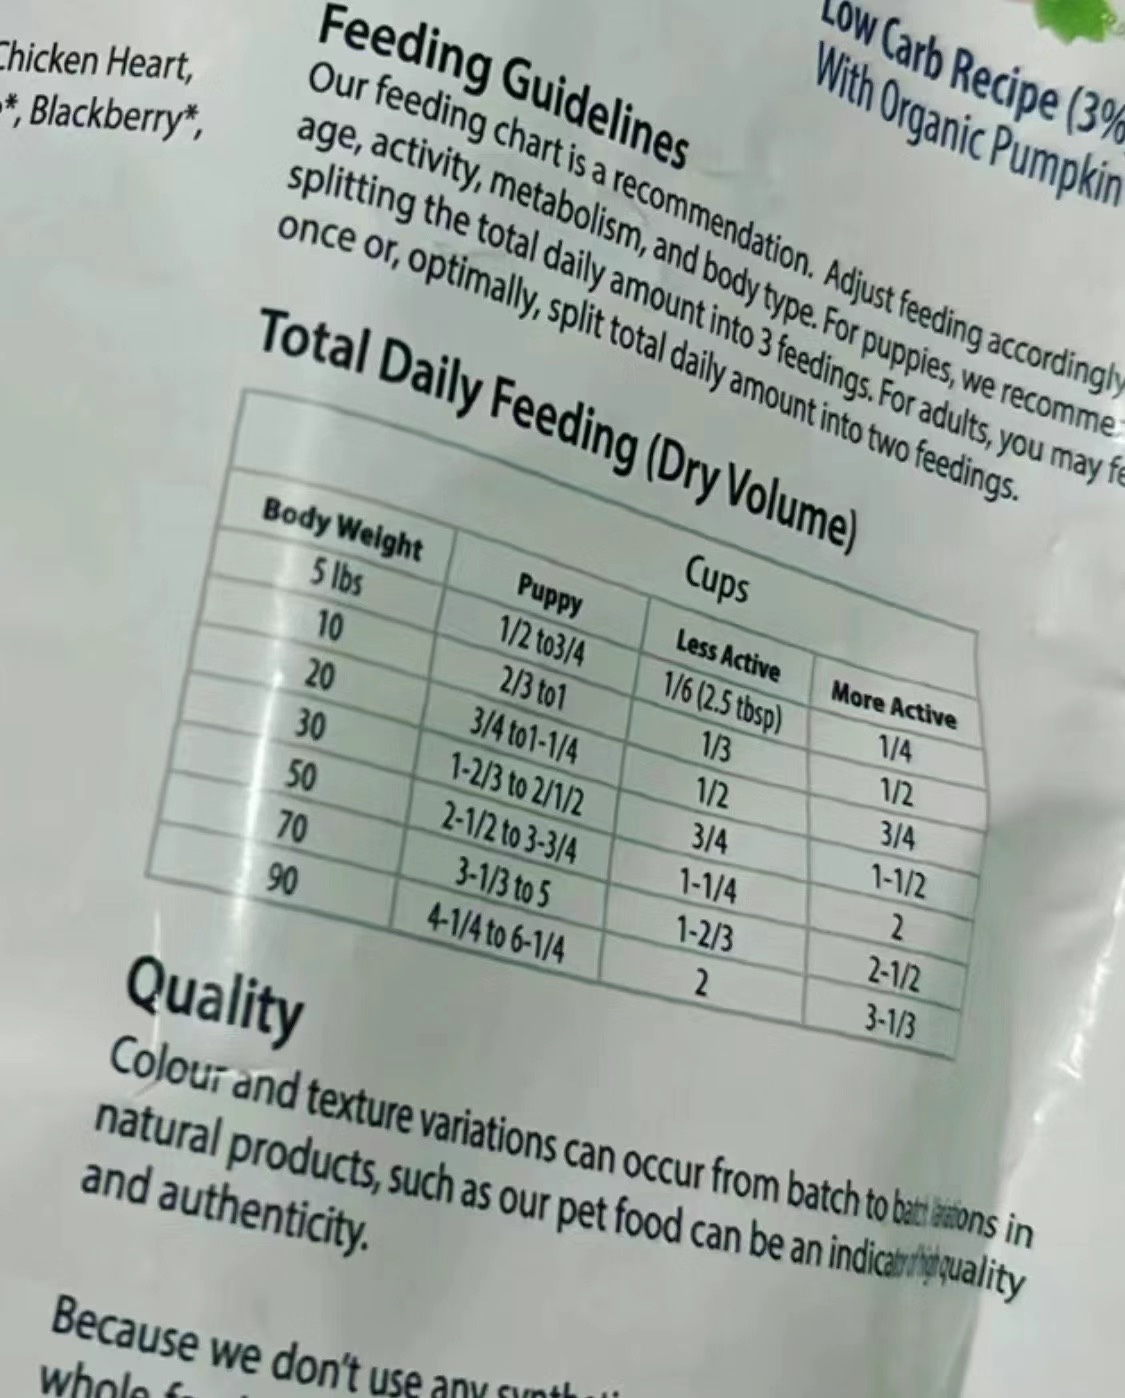 Chicken Heart,
*, Blackberry*,
Low Carb Recipe (3%
With Organic Pumpkin
Feeding Guidelines
Our feeding chart is a recommendation. Adjust feeding accordingly
age, activity, metabolism, and body type. For puppies, we recomme
splitting the total daily amount into 3 feedings. For adults, you may fe
once or, optimally, split total daily amount into two feedings.
Total Daily Feeding (Dry Volume)
Cups
Body Weight Puppy Less Active More Active
5 lbs 1/2 to3/4 1/6 (2.5 tbsp) 1/4
10 2/3 to1 1/3 1/2
20 3/4 to1-1/4 1/2 3/4
30 1-2/3 to 2/1/2 3/4 1-1/2
50 2-1/2 to 3-3/4 1-1/4 2
70 3-1/3 to 5 1-2/3 2-1/2
90 4-1/4 to 6-1/4 2 3-1/3
Quality
Colour and texture variations can occur from batch to in
natural products, such as our pet food can be an quality
and authenticity.
Because we don't use any
whole